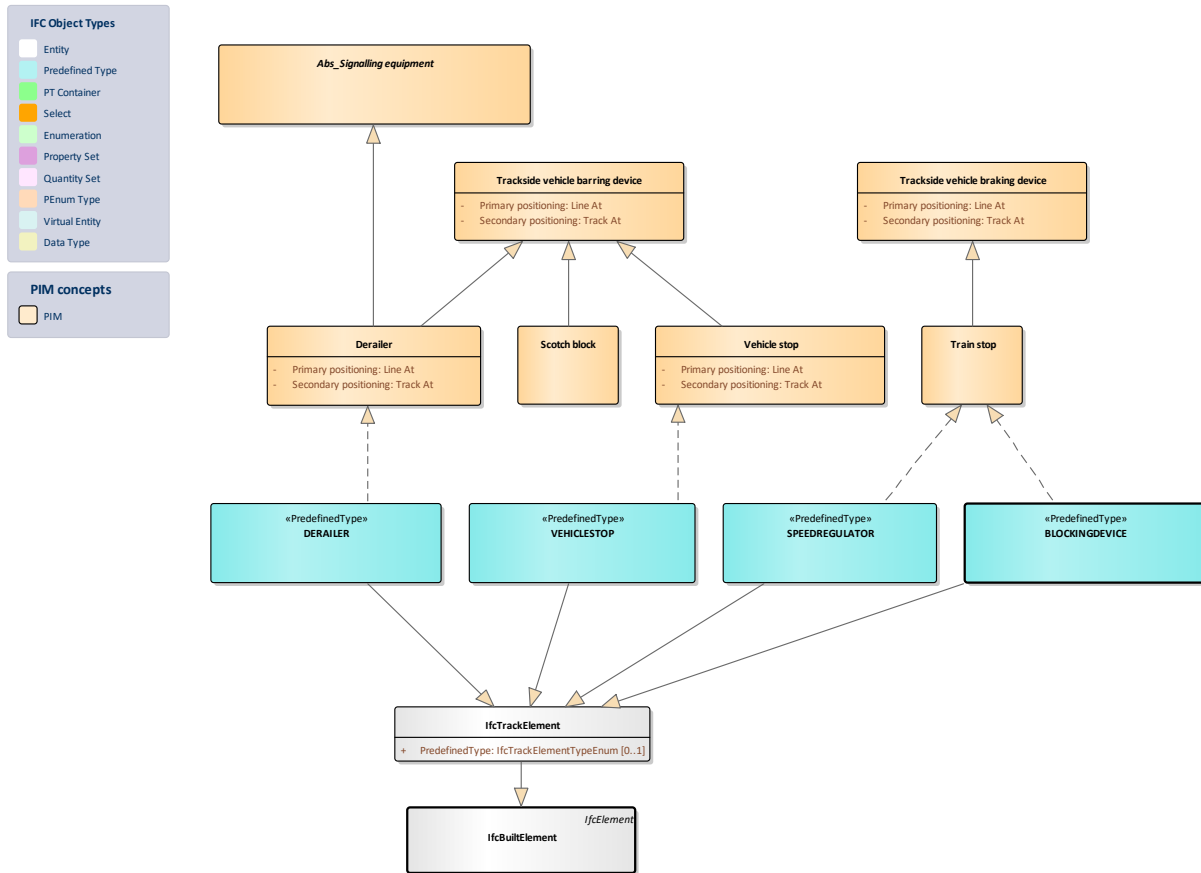 IFC Object Types
Entity
Predefined Type
PT Container
Select
Enumeration
Property Set
Quantity Set
PEnum Type
Virtual Entity
Data Type
PIM concepts
PIM
Abs_Signalling equipment
Trackside vehicle barring device
- Primary positioning: Line At
- Secondary positioning: Track At
Trackside vehicle braking device
- Primary positioning: Line At
- Secondary positioning: Track At
Derailer
- Primary positioning: Line At
- Secondary positioning: Track At
Scotch block
Vehicle stop
- Primary positioning: Line At
- Secondary positioning: Track At
Train stop
«PredefinedType»
DERAILER
«PredefinedType»
VEHICLESTOP
«PredefinedType»
SPEEDREGULATOR
«PredefinedType»
BLOCKINGDEVICE
IfcTrackElement
+ PredefinedType: IfcTrackElementTypeEnum [0..1]
IfcElement
IfcBuiltElement